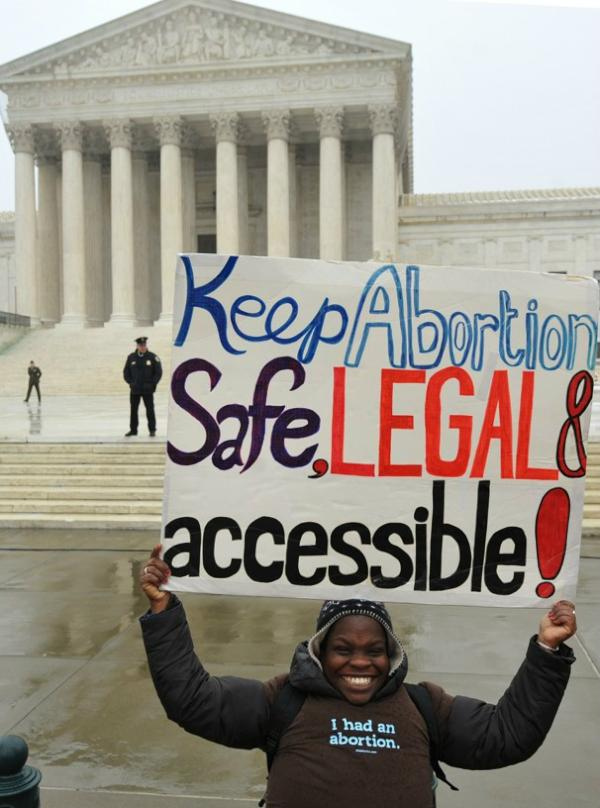 Keep Abortion
Safe, LEGAL &
accessible!
I had an
abortion.